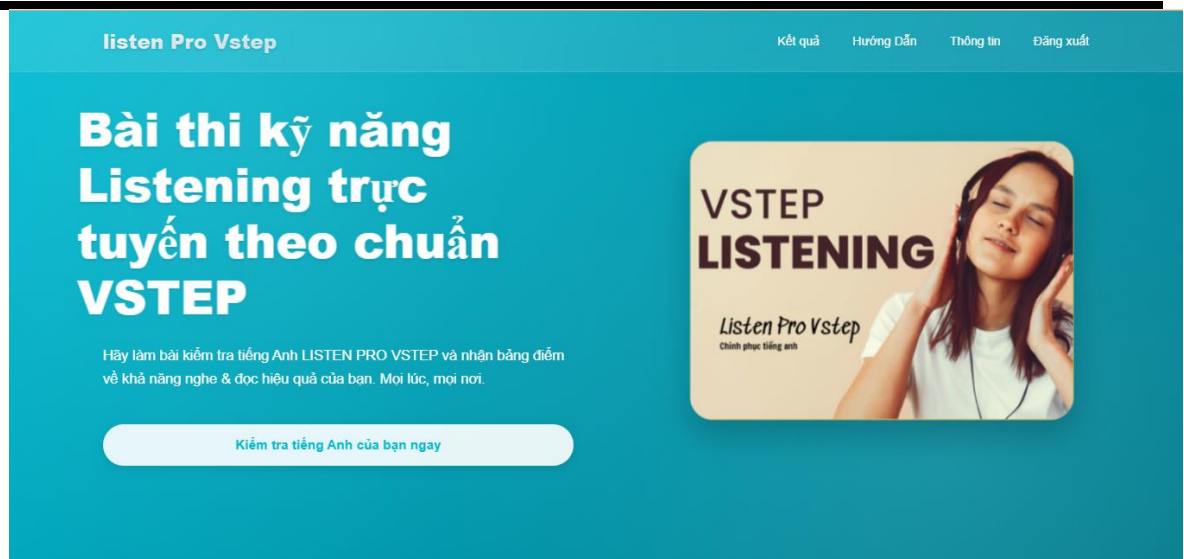 listen Pro Vstep
Kết quả
Hướng Dẫn
Thông tin
Đăng xuất
Bài thi kỹ năng
Listening trực
tuyến theo chuẩn
VSTEP
Hãy làm bài kiểm tra tiếng Anh LISTEN PRO VSTEP và nhận bảng điểm
về khả năng nghe & đọc hiệu quả của bạn. Mọi lúc, mọi nơi.
Kiểm tra tiếng Anh của bạn ngay
VSTEP
LISTENING
Listen Pro Vstep
Chinh phục tiếng anh